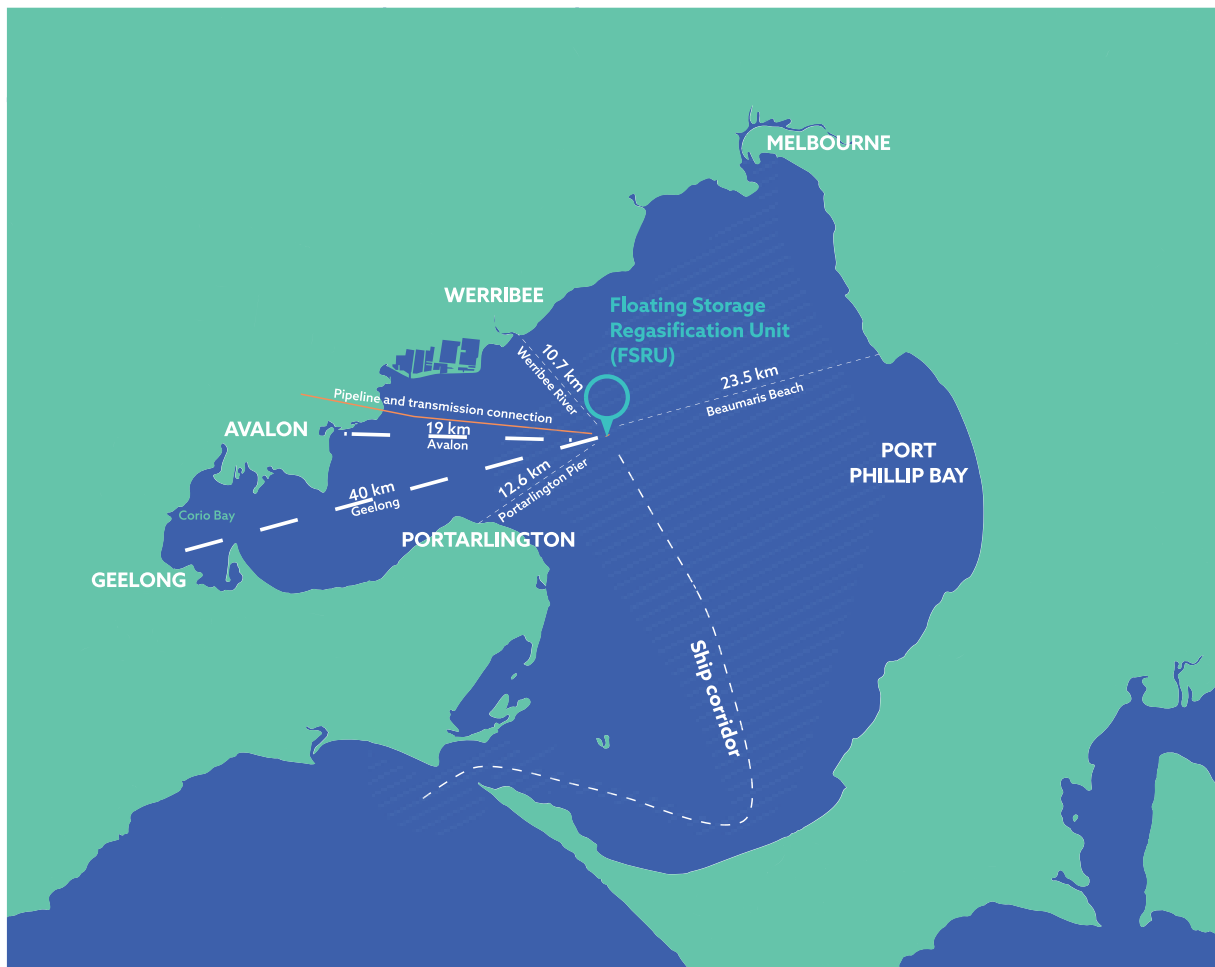 MELBOURNE
WERRIBEE
Floating Storage
Regasification Unit
(FSRU)
10.7 km
Werribee River
23.5 km
Beaumaris Beach
Pipeline and transmission connection
AVALON
19 km
Avalon
PORT
PHILLIP BAY
12.6 km
Portarlington Pier
40 km
Geelong
Corio Bay
PORTARLINGTON
GEELONG
Ship corridor